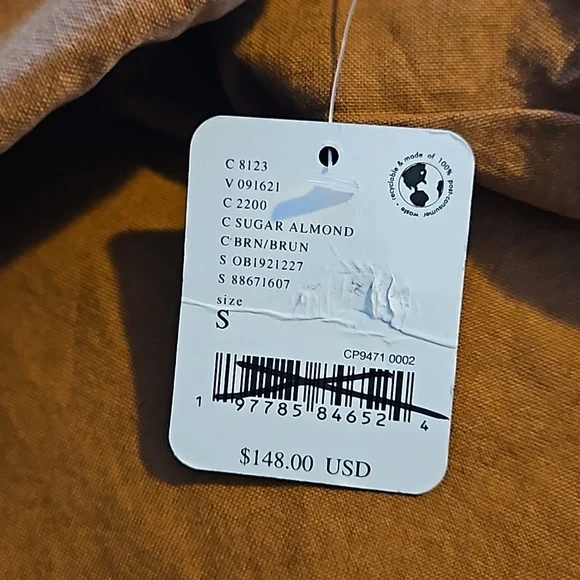 C 8123
V 091621
C 2200
C SUGAR ALMOND
C BRN/BRUN
S OB1921227
S 88671607
size
S
recyclable & made of 100% post-consumer waste •
CP9471 0002
1 97785 84652 4
$148.00 USD